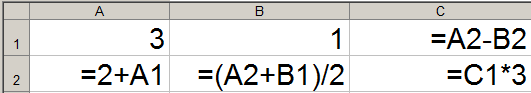 A B C
1 3 1 =A2-B2
2 =2+A1 =(A2+B1)/2 =C1*3